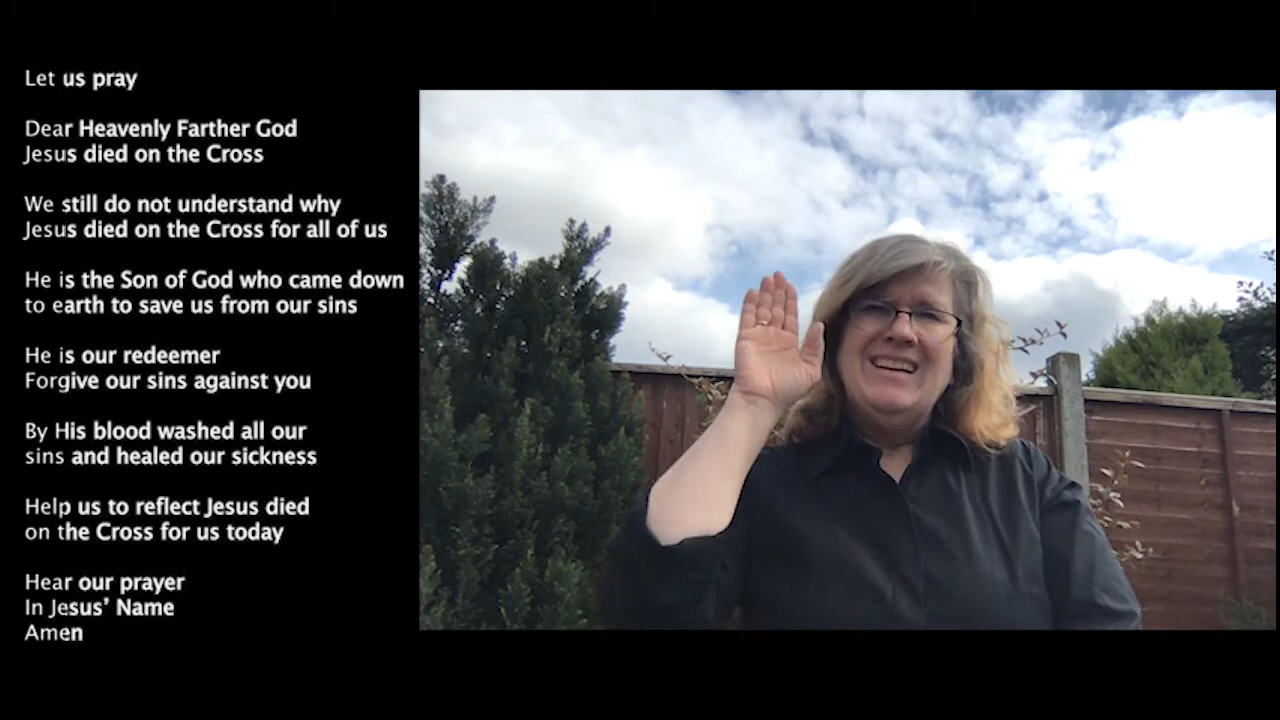 Let us pray
Dear Heavenly Farther God
Jesus died on the Cross
We still do not understand why
Jesus died on the Cross for all of us
He is the Son of God who came down
to earth to save us from our sins
He is our redeemer
Forgive our sins against you
By His blood washed all our
sins and healed our sickness
Help us to reflect Jesus died
on the Cross for us today
Hear our prayer
In Jesus’ Name
Amen